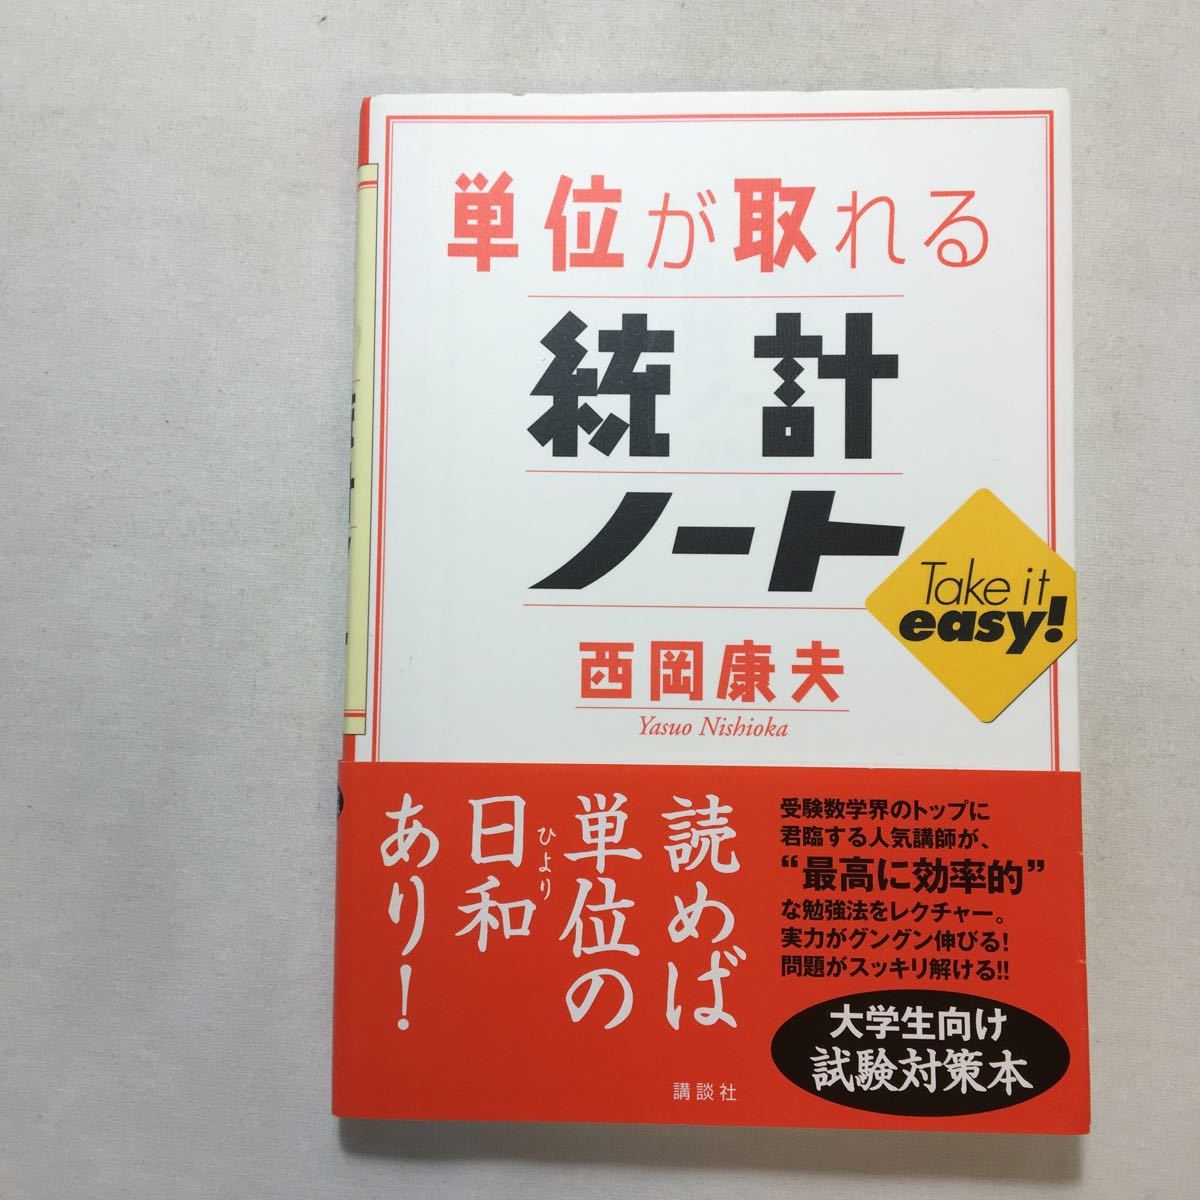 単位が取れる
統計
ノート
Take it
easy!
西岡康夫
Yasuo Nishioka
読めば
単位の
日和
ひより
あり!
受験数学界のトップに
君臨する人気講師が、
“最高に効率的”
な勉強法をレクチャー。
実力がグングン伸びる!
問題がスッキリ解ける!!
大学生向け
試験対策本
講談社